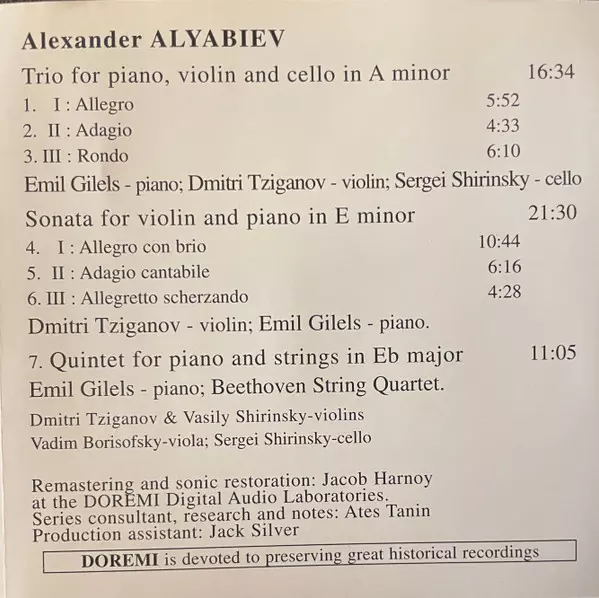 Alexander ALYABIEV
Trio for piano, violin and cello in A minor 16:34
1. I : Allegro 5:52
2. II : Adagio 4:33
3. III : Rondo 6:10
Emil Gilels - piano; Dmitri Tziganov - violin; Sergei Shirinsky - cello
Sonata for violin and piano in E minor 21:30
4. I : Allegro con brio 10:44
5. II : Adagio cantabile 6:16
6. III : Allegretto scherzando 4:28
Dmitri Tziganov - violin; Emil Gilels - piano.
7. Quintet for piano and strings in Eb major 11:05
Emil Gilels - piano; Beethoven String Quartet.
Dmitri Tziganov & Vasily Shirinsky-violins
Vadim Borisofsky-viola; Sergei Shirinsky-cello
Remastering and sonic restoration: Jacob Harnoy
at the DOREMI Digital Audio Laboratories.
Series consultant, research and notes: Ates Tanin
Production assistant: Jack Silver
DOREMI is devoted to preserving great historical recordings